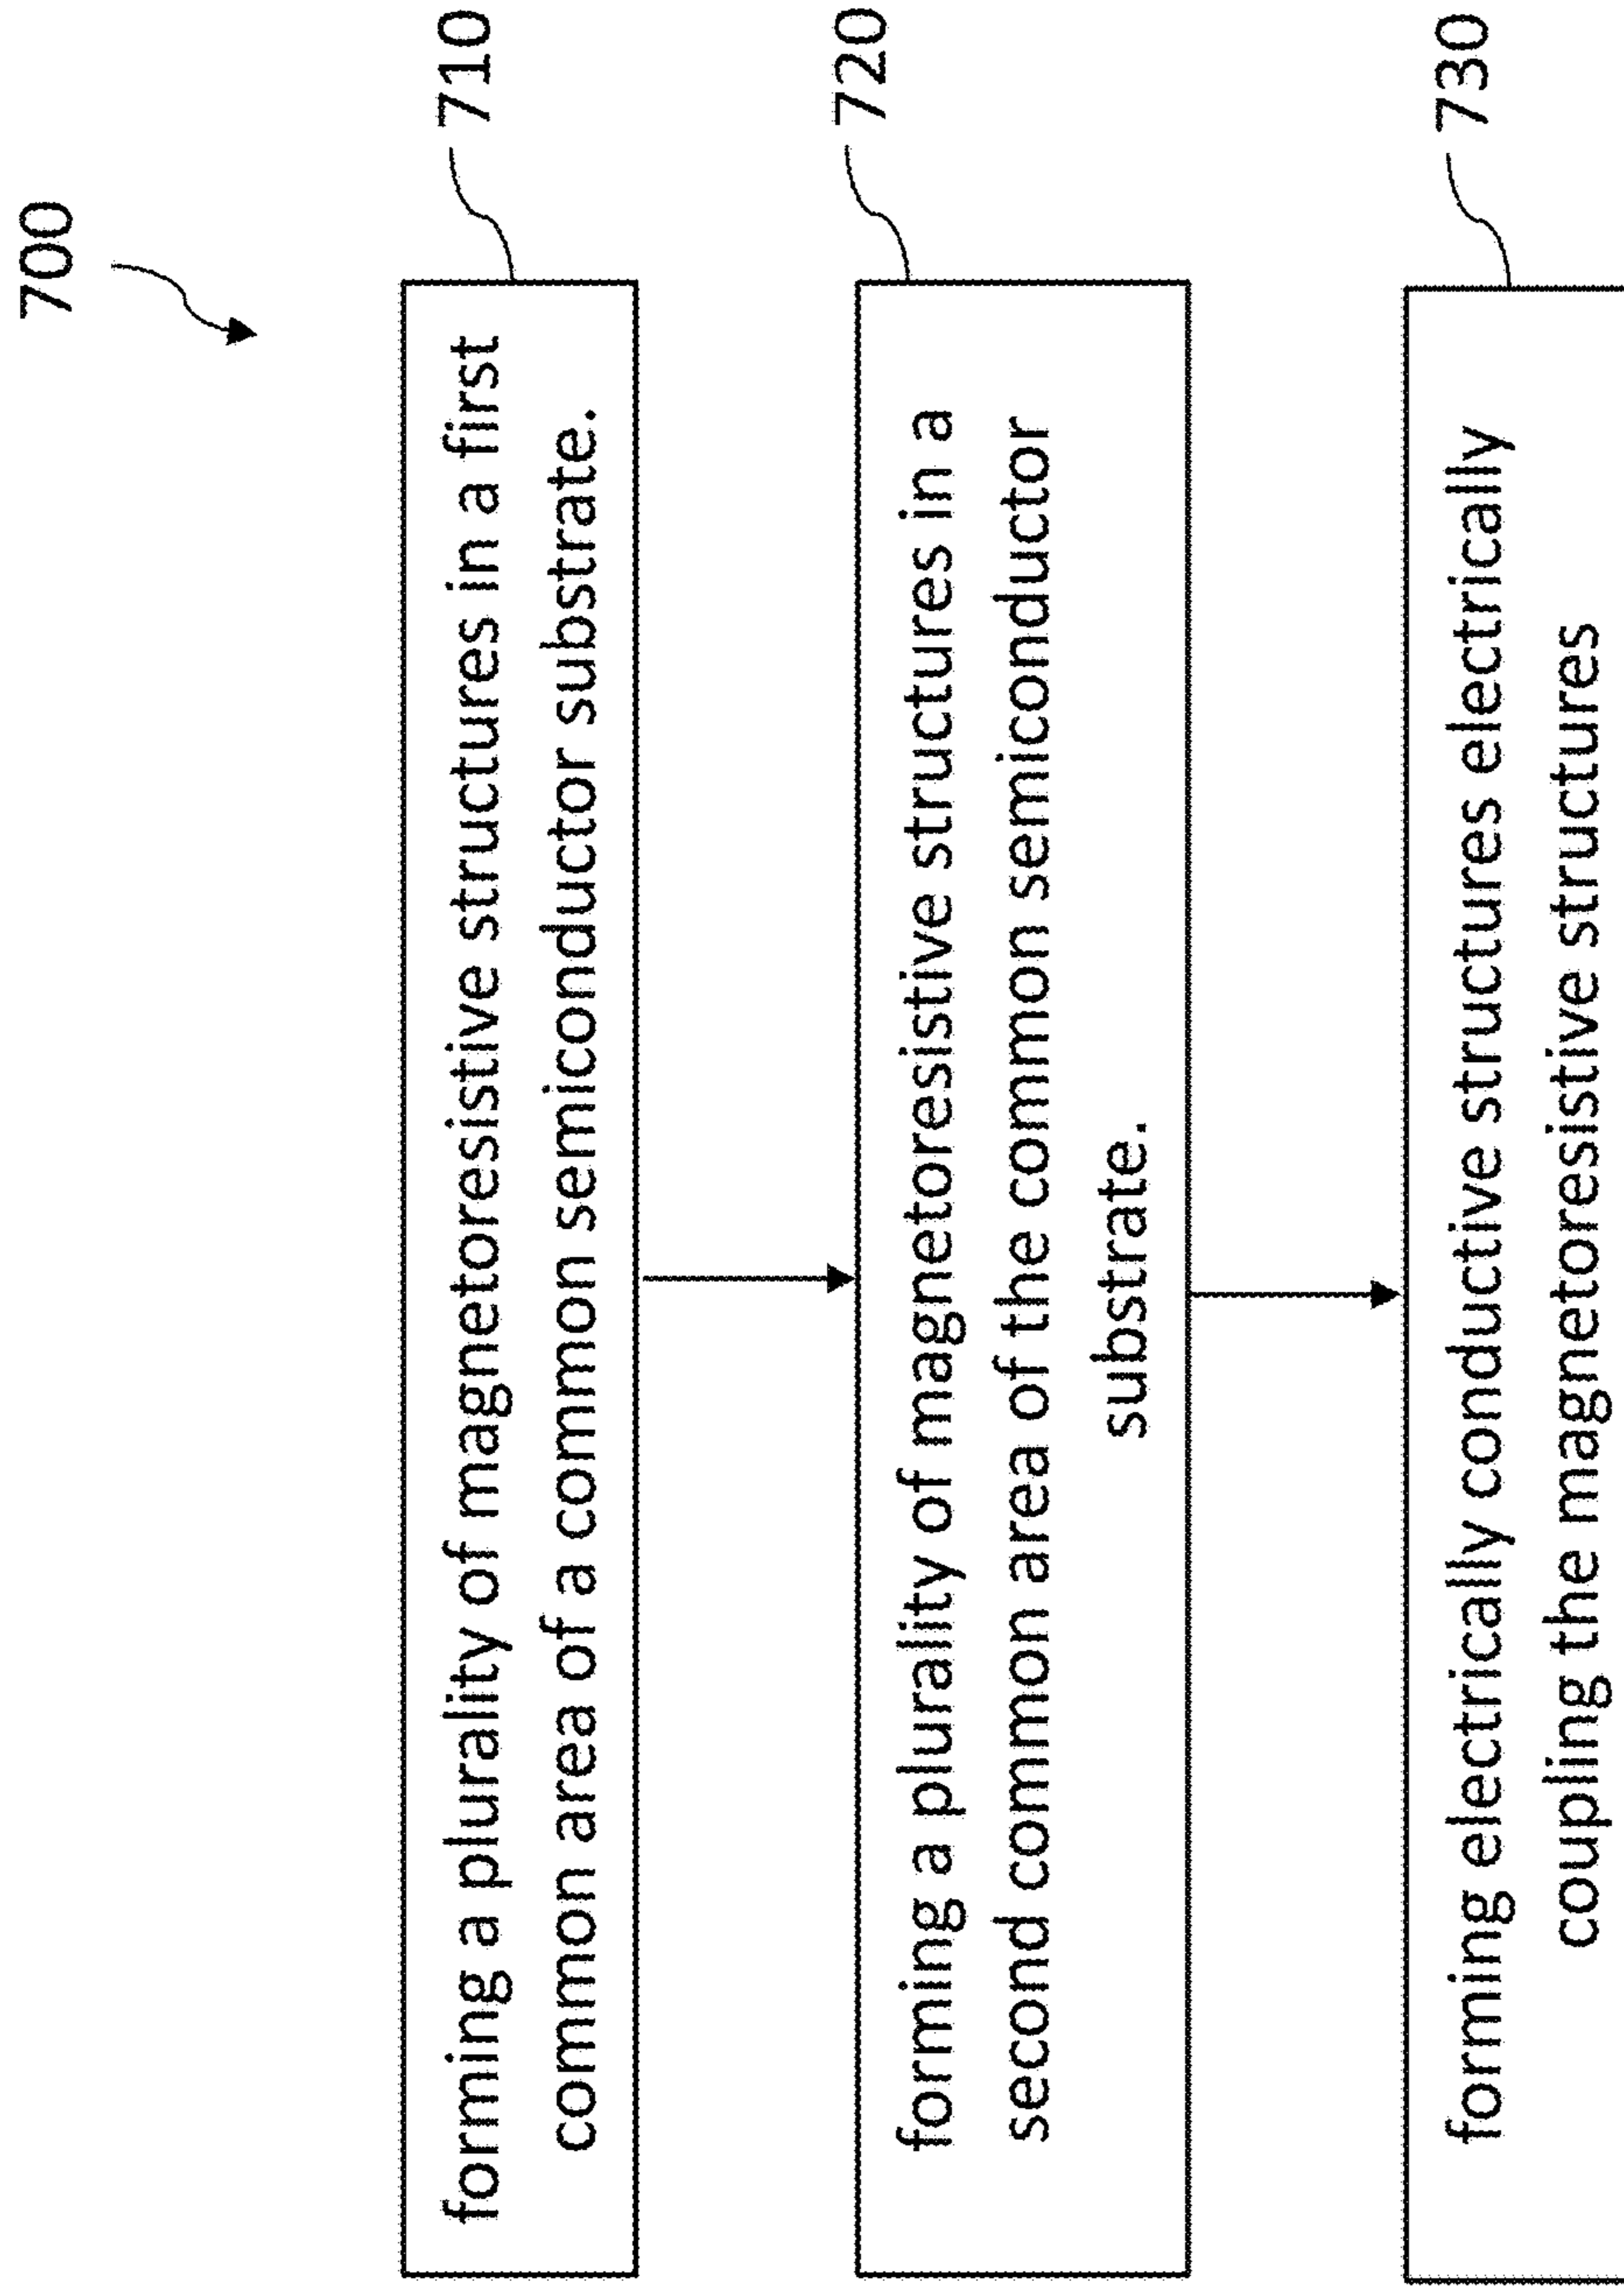 700
710
forming a plurality of magnetoresistive structures in a first
common area of a common semiconductor substrate.
720
forming a plurality of magnetoresistive structures in a
second common area of the common semiconductor
substrate.
730
forming electrically conductive structures electrically
coupling the magnetoresistive structures